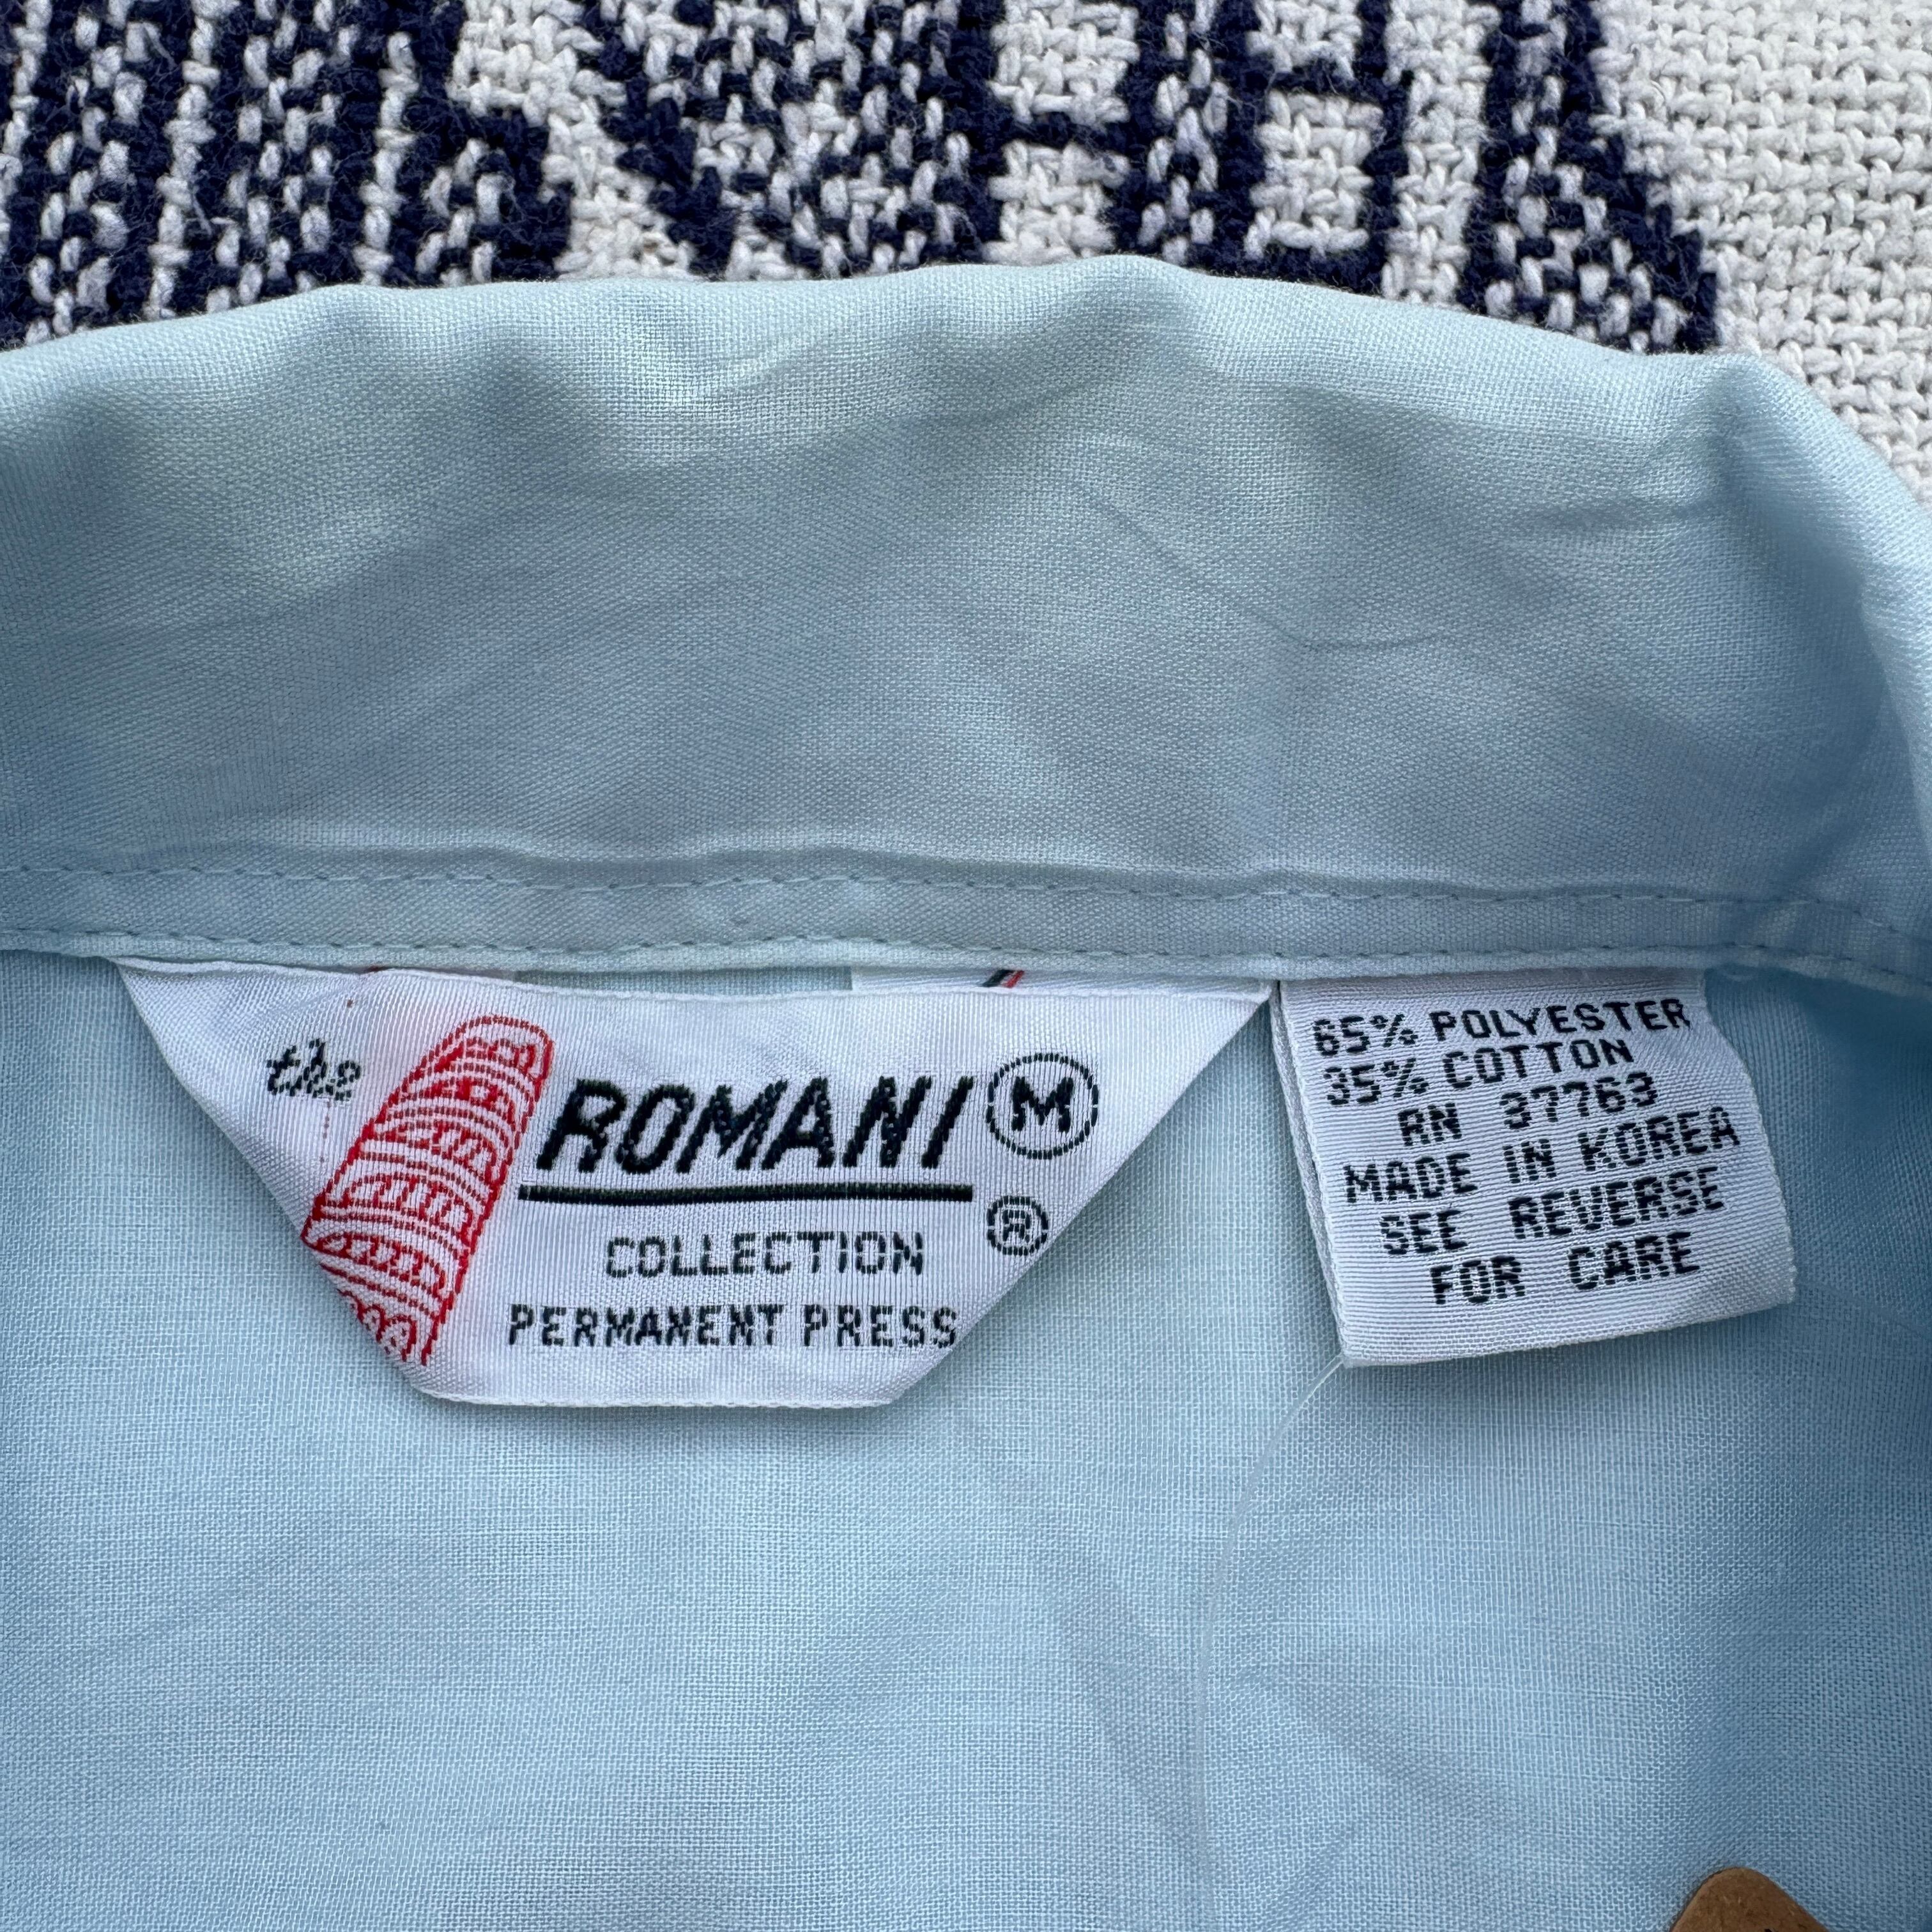 the ROMANI M
®
COLLECTION
PERMANENT PRESS
65% POLYESTER
35% COTTON
RN 37763
MADE IN KOREA
SEE REVERSE
FOR CARE